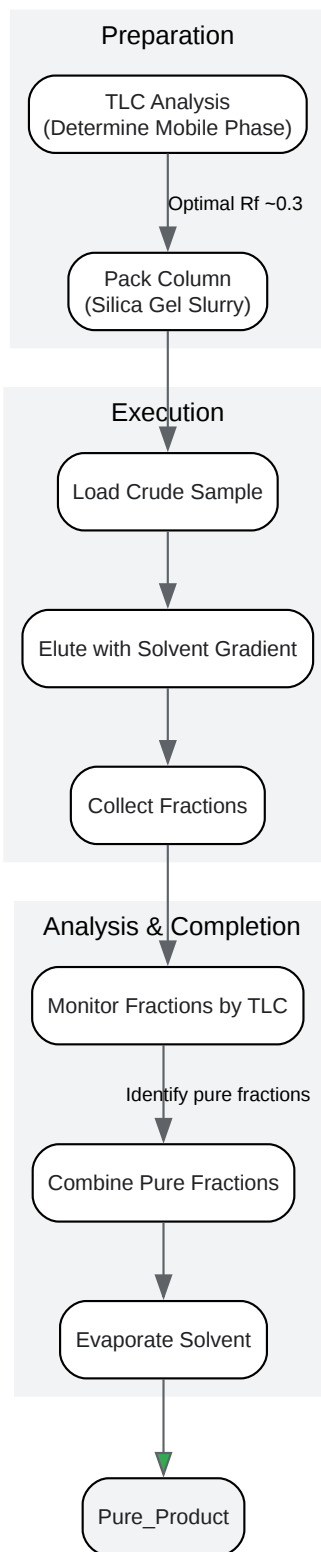 Preparation
TLC Analysis
(Determine Mobile Phase)
Optimal Rf ~0.3
Pack Column
(Silica Gel Slurry)
Execution
Load Crude Sample
Elute with Solvent Gradient
Collect Fractions
Analysis & Completion
Monitor Fractions by TLC
Identify pure fractions
Combine Pure Fractions
Evaporate Solvent
Pure_Product